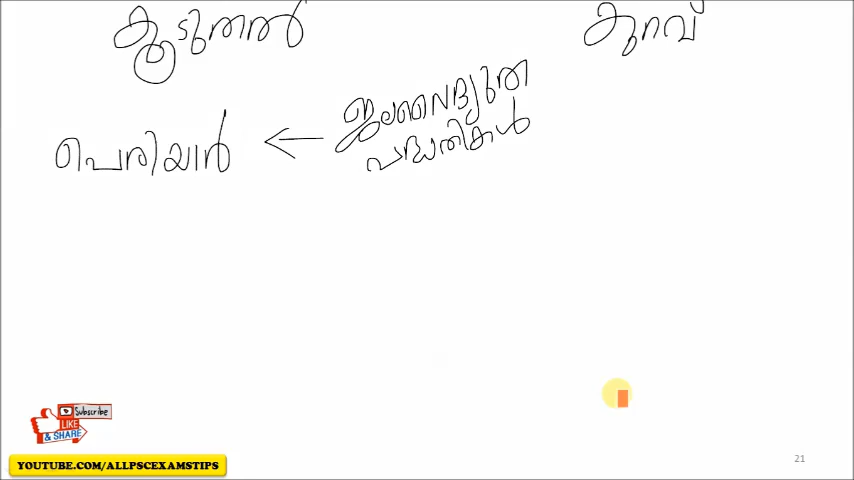 കൂടുതൽ കുറവ്
ജലവൈദ്യുത
പെരിയാർ ← പദ്ധതികൾ
Subscribe
LIKE
& SHARE
21
YOUTUBE.COM/ALLPSCEXAMSTIPS